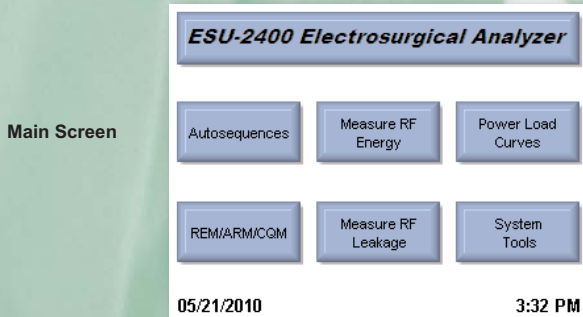 ESU-2400 Electrosurgical Analyzer
Main Screen
Autosequences
Measure RF
Energy
Power Load
Curves
REM/ARM/CQM
Measure RF
Leakage
System
Tools
05/21/2010
3:32 PM